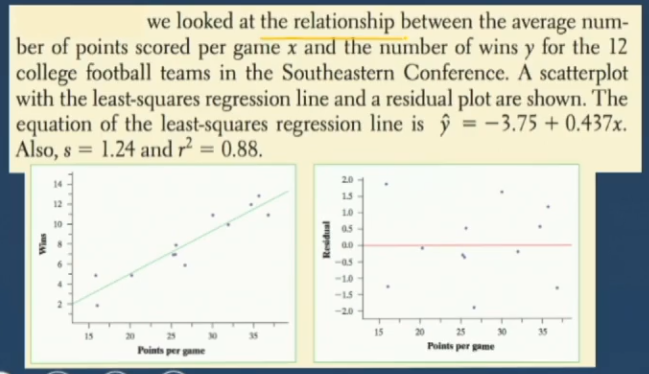 we looked at the relationship between the average num-
ber of points scored per game x and the number of wins y for the 12
college football teams in the Southeastern Conference. A scatterplot
with the least-squares regression line and a residual plot are shown. The
equation of the least-squares regression line is ŷ = −3.75 + 0.437x.
Also, s = 1.24 and r² = 0.88.
14
12
10
8
6
4
2
Wins
15 20 25 30 35
Points per game
2.0
1.5
1.0
0.5
0.0
−0.5
−1.0
−1.5
−2.0
Residual
15 20 25 30 35
Points per game